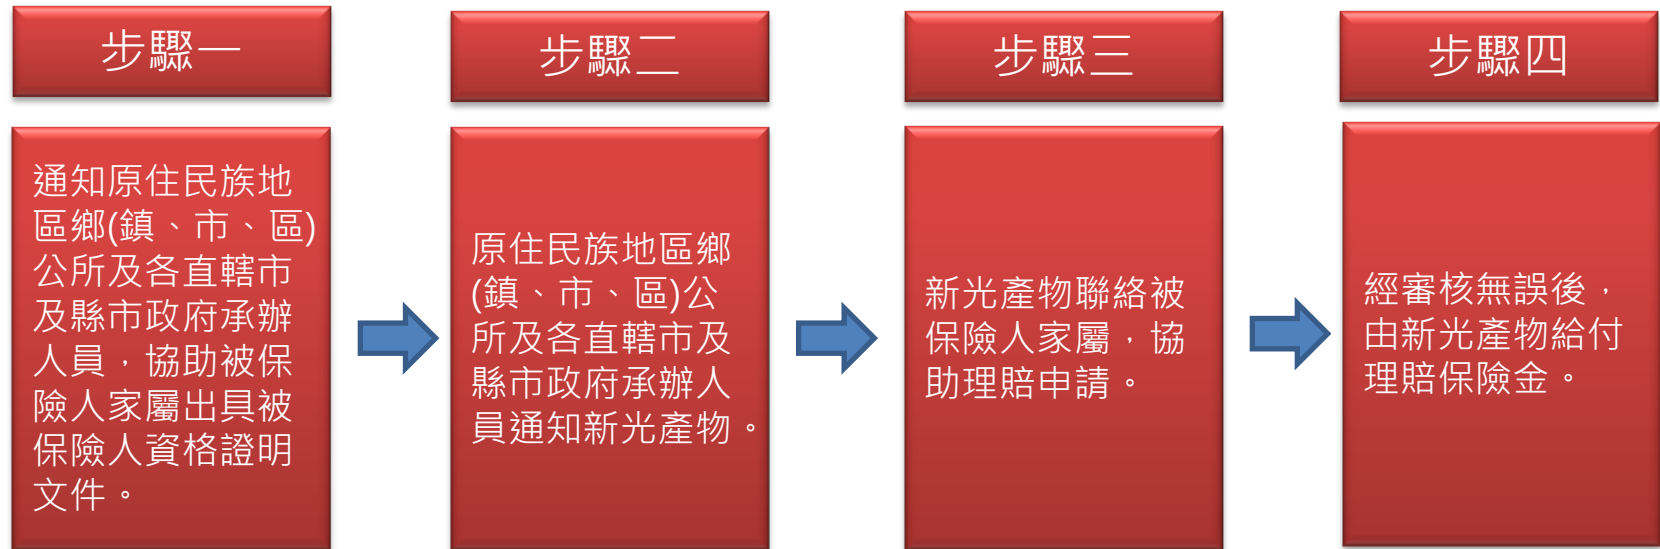 步驟一
通知原住民族地
區鄉(鎮、市、區)
公所及各直轄市
及縣市政府承辦
人員，協助被保
險人家屬出具被
保險人資格證明
文件。
步驟二
原住民族地區鄉
(鎮、市、區)公
所及各直轄市及
縣市政府承辦人
員通知新光產物。
步驟三
新光產物聯絡被
保險人家屬，協
助理賠申請。
步驟四
經審核無誤後，
由新光產物給付
理賠保險金。